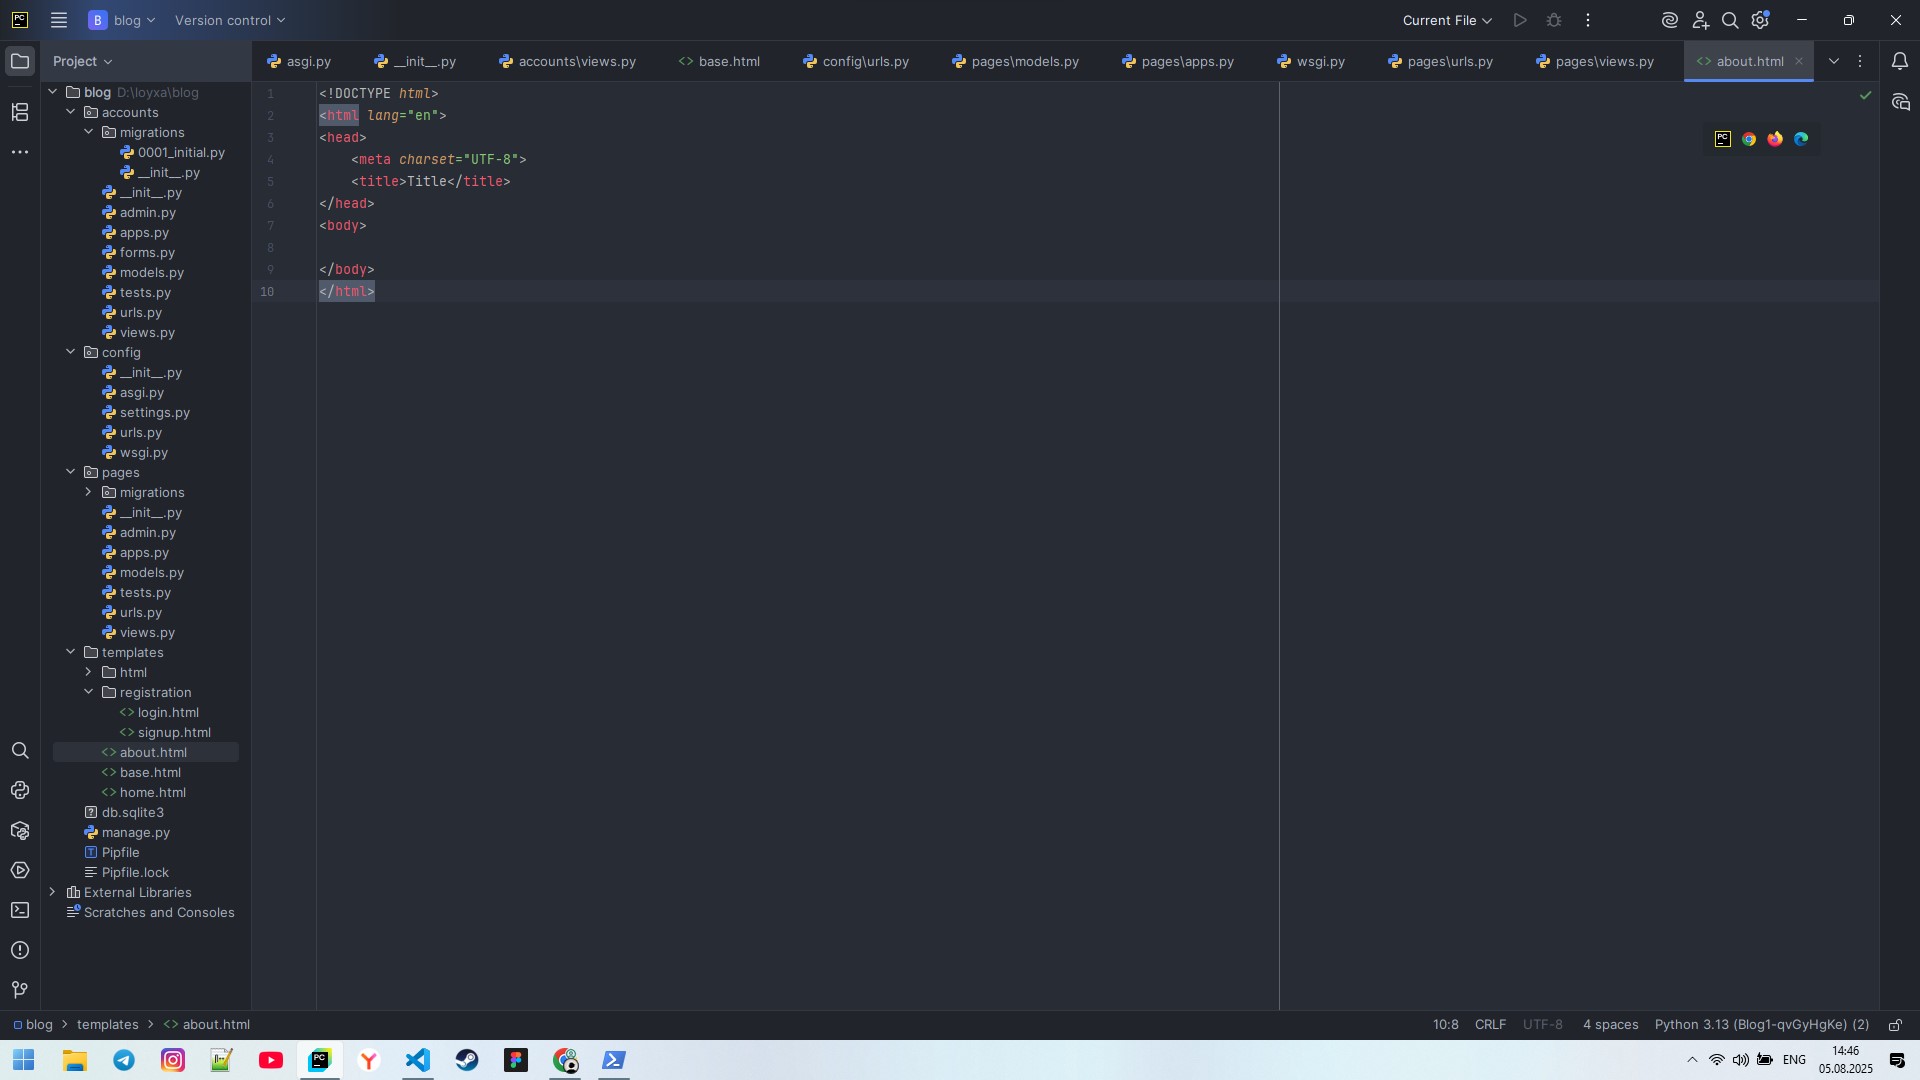 PC
B blog Version control Current File
Project
asgi.py __init__.py accounts\views.py base.html config\urls.py pages\models.py pages\apps.py wsgi.py pages\urls.py pages\views.py about.html
blog D:\loyxa\blog
accounts
migrations
0001_initial.py
__init__.py
__init__.py
admin.py
apps.py
forms.py
models.py
tests.py
urls.py
views.py
config
__init__.py
asgi.py
settings.py
urls.py
wsgi.py
pages
migrations
__init__.py
admin.py
apps.py
models.py
tests.py
urls.py
views.py
templates
html
registration
login.html
signup.html
about.html
base.html
home.html
db.sqlite3
manage.py
Pipfile
Pipfile.lock
External Libraries
Scratches and Consoles
1 <!DOCTYPE html>
2 <html lang="en">
3 <head>
4 <meta charset="UTF-8">
5 <title>Title</title>
6 </head>
7 <body>
8
9 </body>
10 </html>
PC
blog > templates > <> about.html
10:8 CRLF UTF-8 4 spaces Python 3.13 (Blog1-qvGyHgKe) (2)
PC
ENG
14:46
05.08.2025